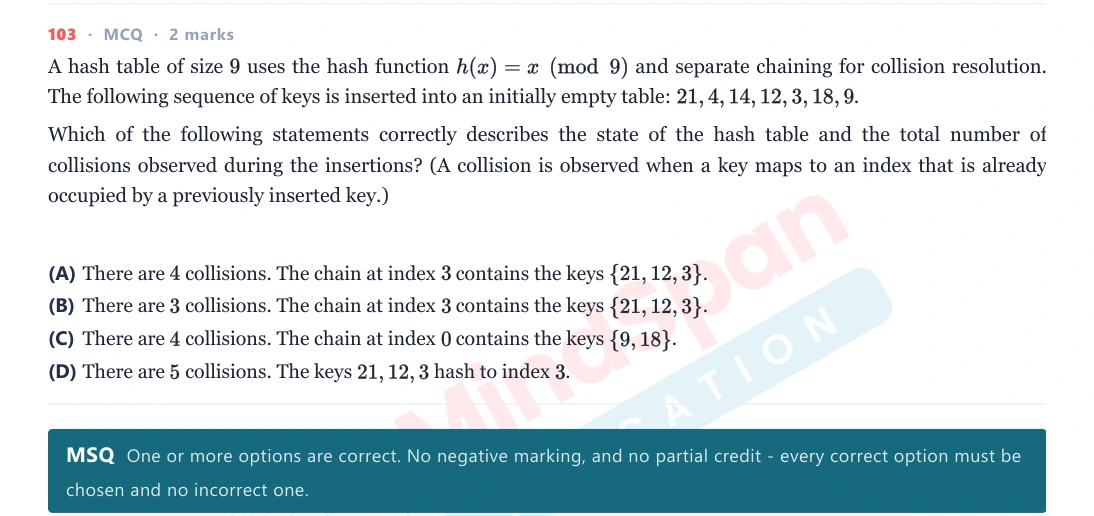 103 · MCQ · 2 marks
A hash table of size 9 uses the hash function h(x) = x (mod 9) and separate chaining for collision resolution.
The following sequence of keys is inserted into an initially empty table: 21, 4, 14, 12, 3, 18, 9.
Which of the following statements correctly describes the state of the hash table and the total number of
collisions observed during the insertions? (A collision is observed when a key maps to an index that is already
occupied by a previously inserted key.)
(A) There are 4 collisions. The chain at index 3 contains the keys {21, 12, 3}.
(B) There are 3 collisions. The chain at index 3 contains the keys {21, 12, 3}.
(C) There are 4 collisions. The chain at index 0 contains the keys {9, 18}.
(D) There are 5 collisions. The keys 21, 12, 3 hash to index 3.
Mindspan
CATION
MSQ One or more options are correct. No negative marking, and no partial credit - every correct option must be
chosen and no incorrect one.